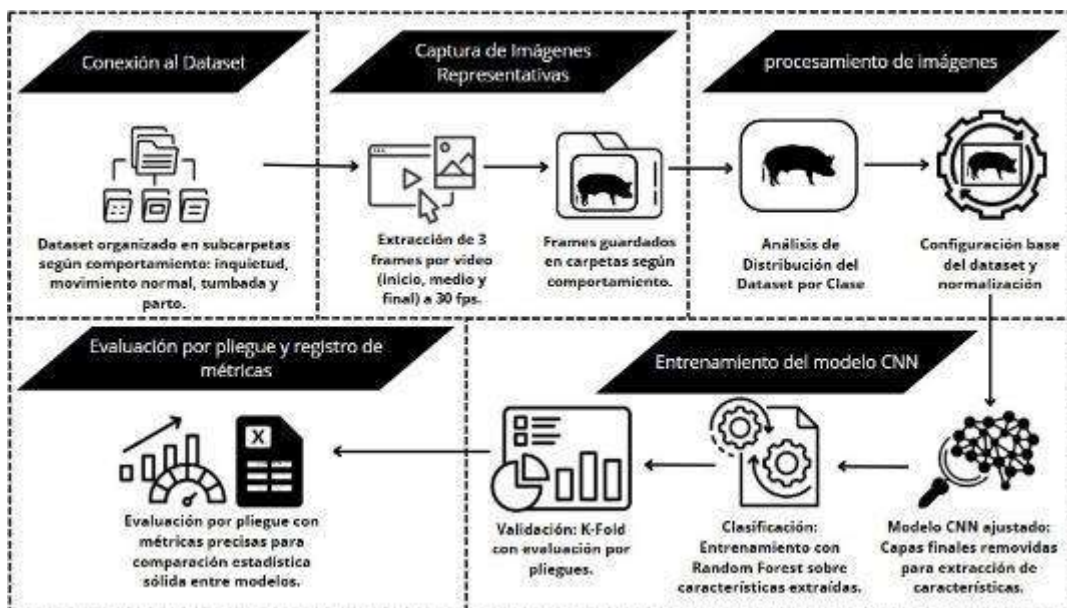 Conexión al Dataset
Dataset organizado en subcarpetas
según comportamiento: inquietud,
movimiento normal, tumbada y
parto.
Captura de Imágenes
Representativas
Extracción de 3
frames por video
(inicio, medio y
final) a 30 fps.
Frames guardados
en carpetas según
comportamiento.
procesamiento de imágenes
Análisis de
Distribución del
Dataset por Clase
Configuración base
del dataset y
normalización
Entrenamiento del modelo CNN
Modelo CNN ajustado:
Capas finales removidas
para extracción de
características.
Clasificación:
Entrenamiento con
Random Forest sobre
características extraídas.
Validación: K-Fold
con evaluación por
pliegues.
Evaluación por pliegue y registro de
métricas
X
Evaluación por pliegue con
métricas precisas para
comparación estadística
sólida entre modelos.